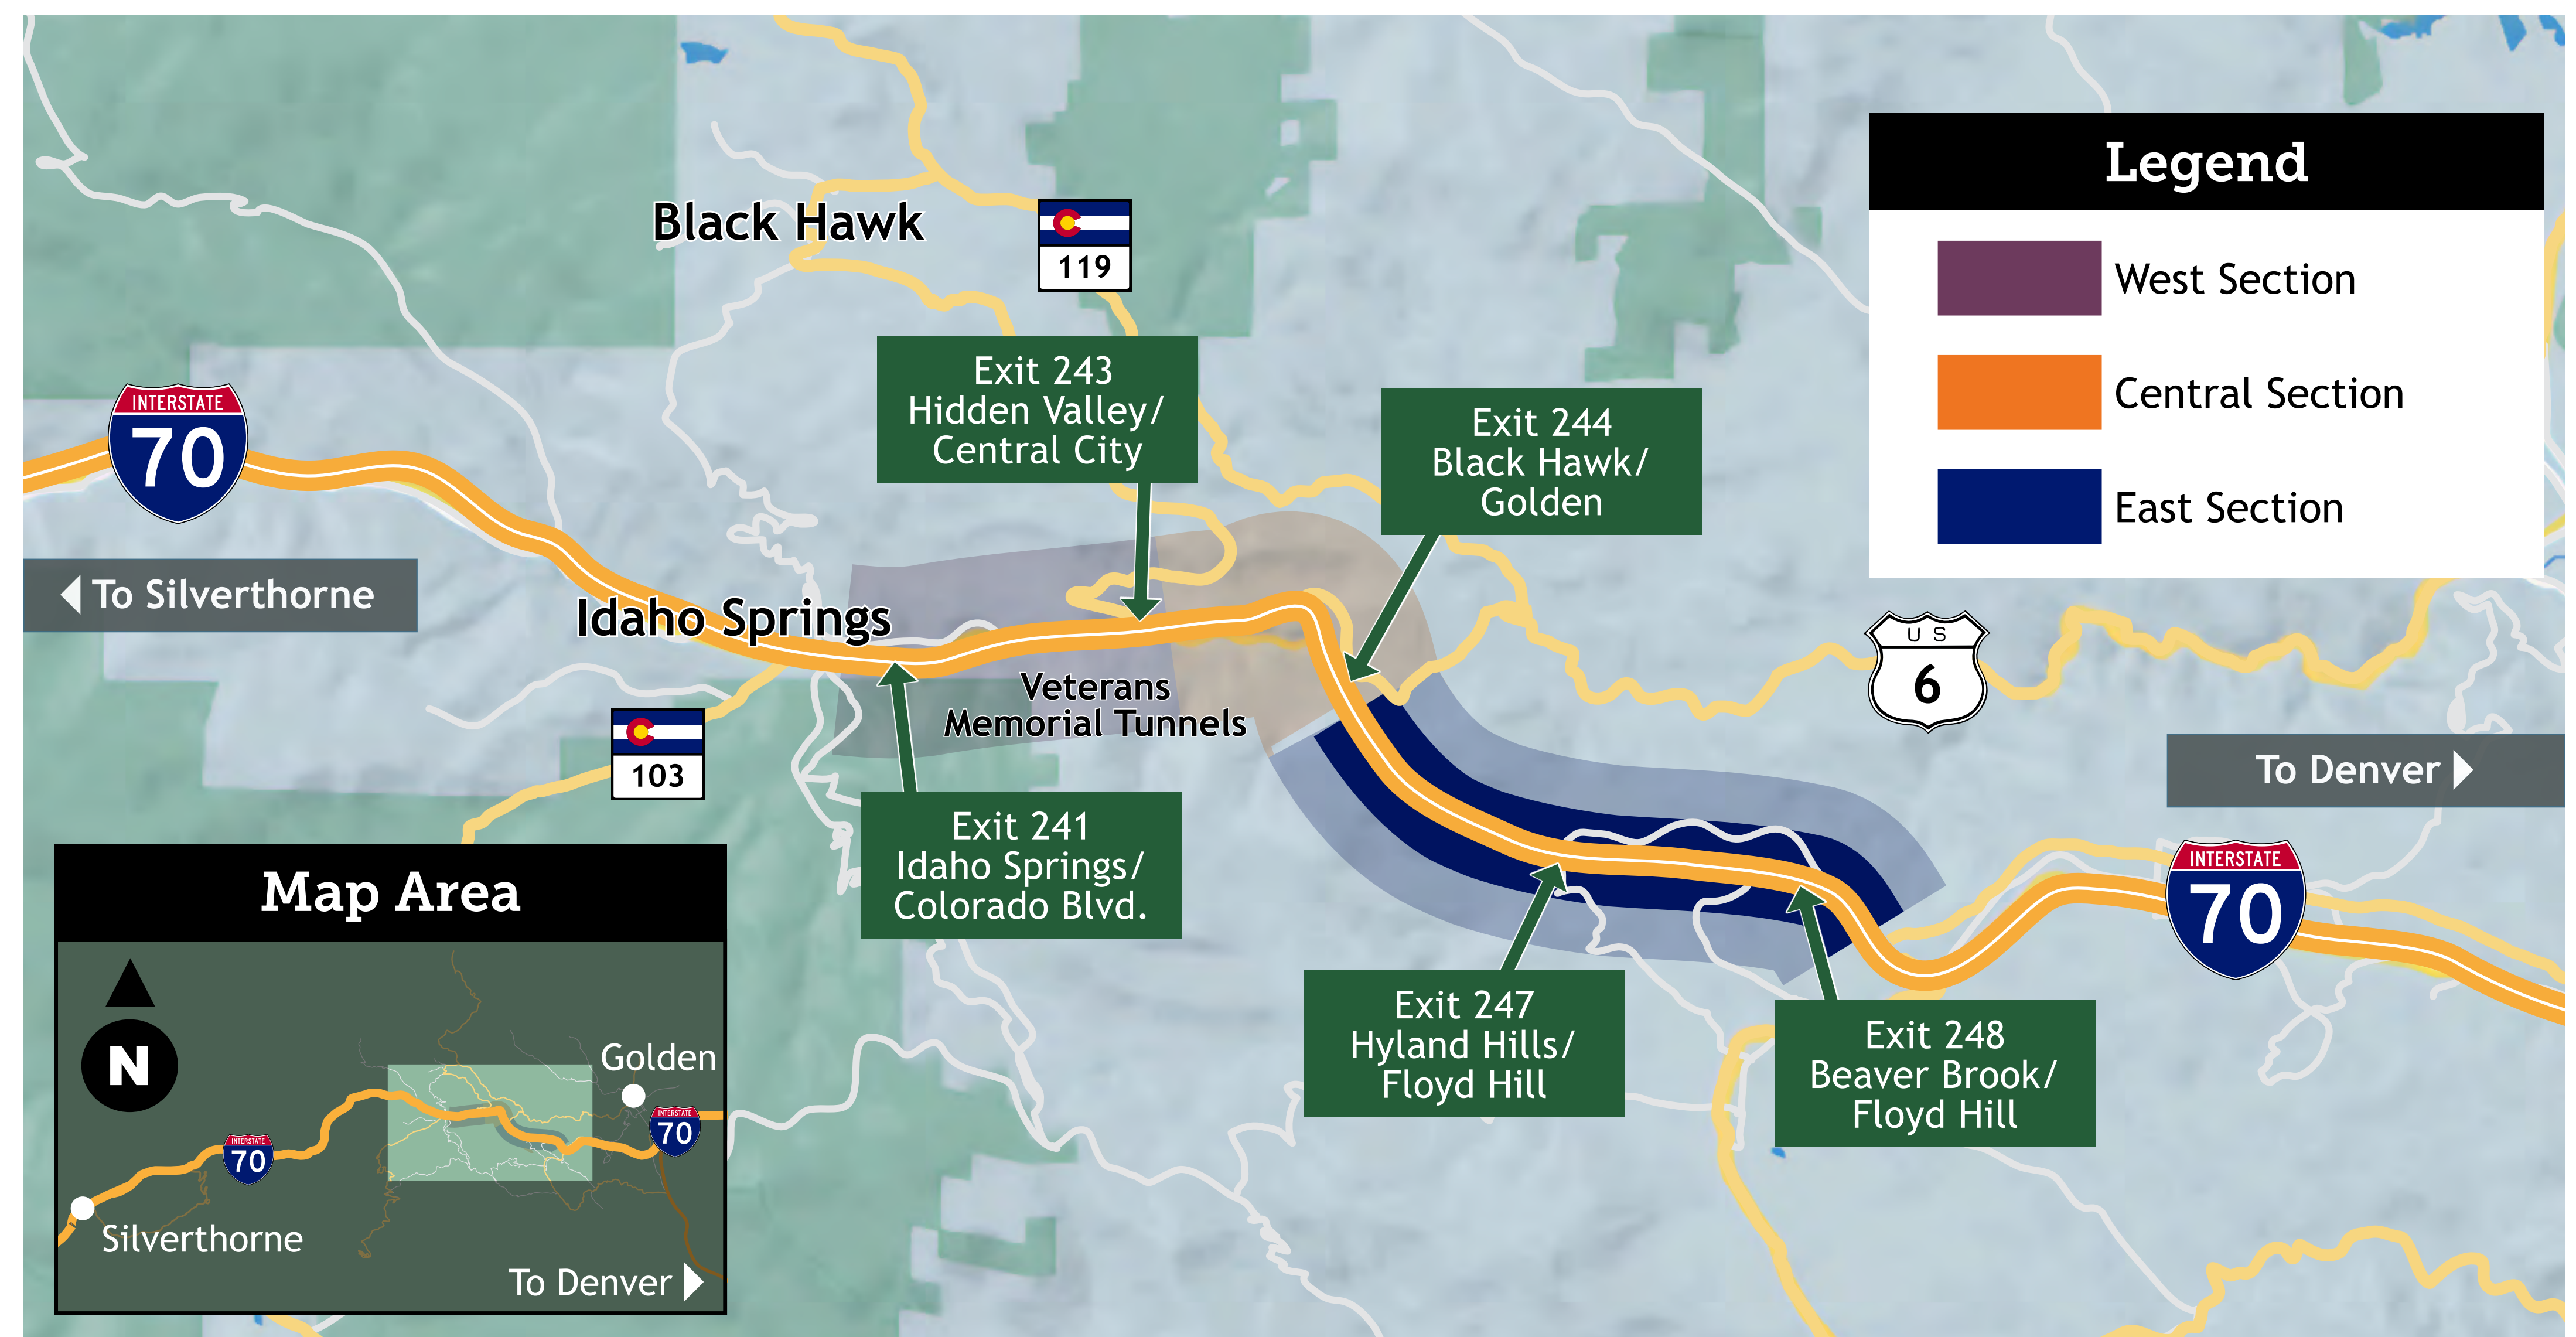 Legend
West Section
Central Section
East Section
Black Hawk
119
Exit 243
Hidden Valley/
Central City
Exit 244
Black Hawk/
Golden
INTERSTATE
70
To Silverthorne
Idaho Springs
US
6
Veterans
Memorial Tunnels
103
To Denver
Exit 241
Idaho Springs/
Colorado Blvd.
INTERSTATE
70
Exit 247
Hyland Hills/
Floyd Hill
Exit 248
Beaver Brook/
Floyd Hill
Map Area
N
Golden
INTERSTATE
70
INTERSTATE
70
Silverthorne
To Denver